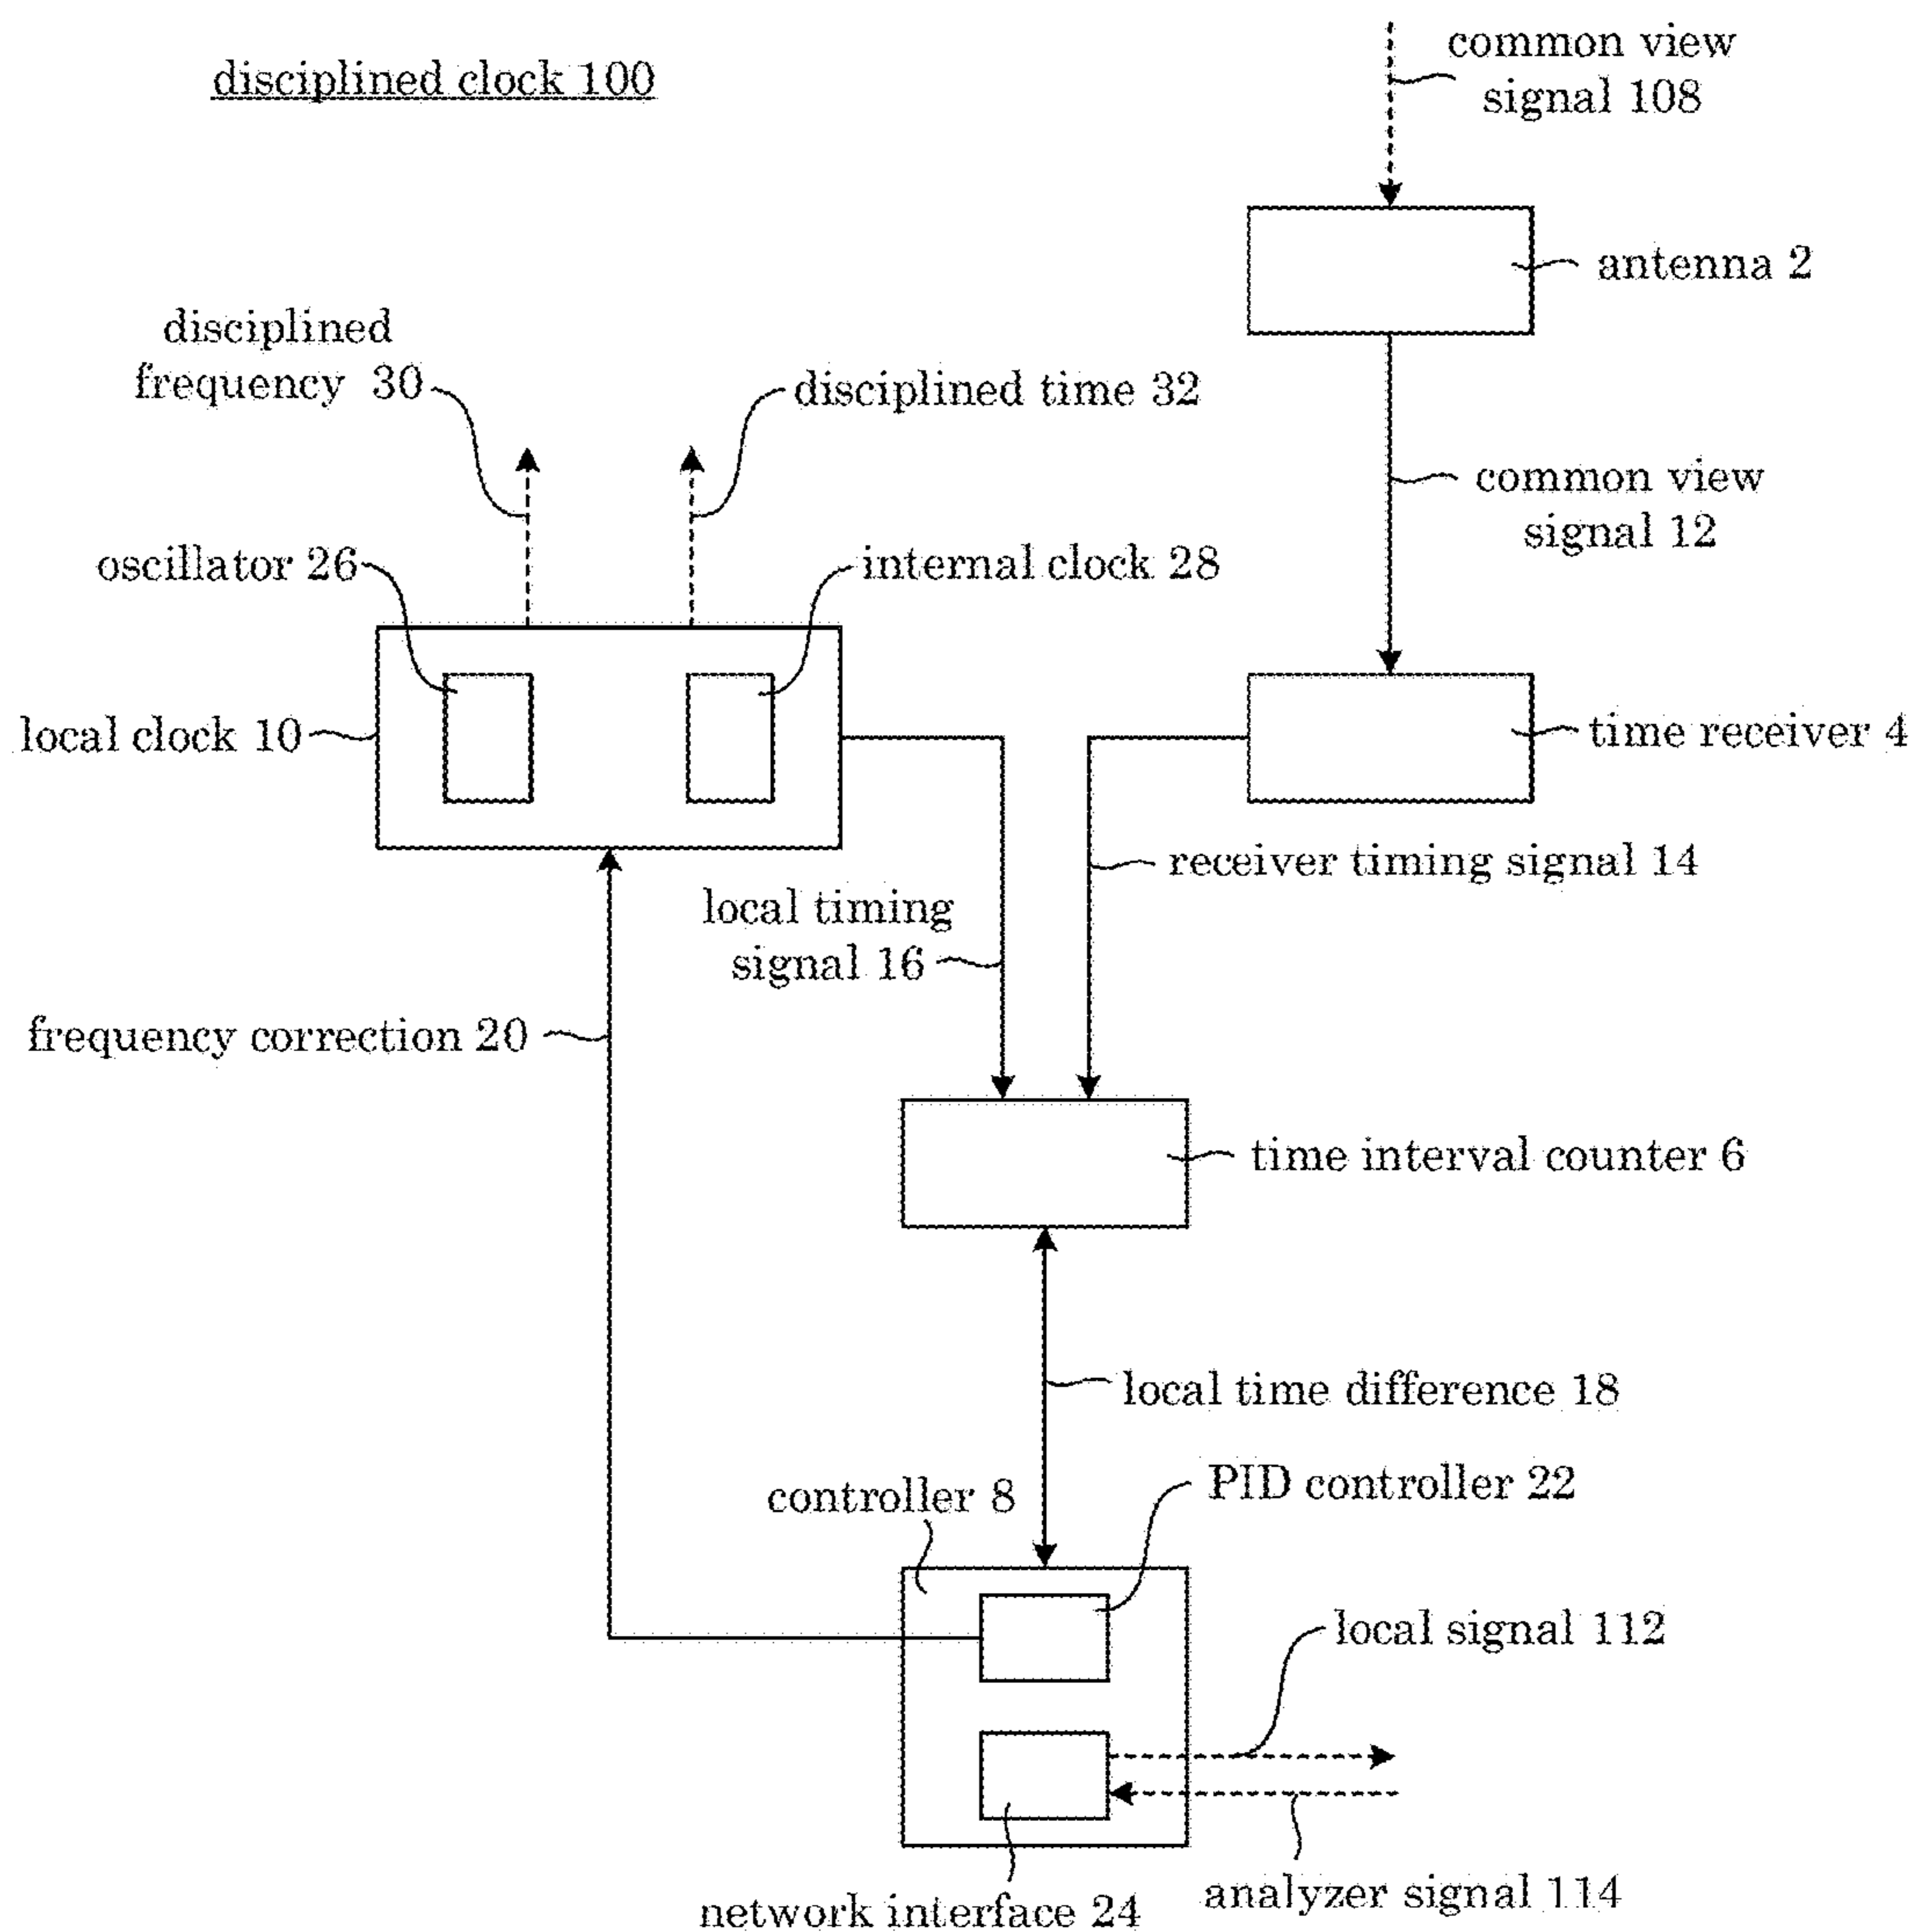 disciplined clock 100
common view
signal 108
antenna 2
disciplined
frequency 30
disciplined time 32
common view
signal 12
oscillator 26
internal clock 28
local clock 10
time receiver 4
receiver timing signal 14
local timing
signal 16
frequency correction 20
time interval counter 6
local time difference 18
controller 8
PID controller 22
local signal 112
analyzer signal 114
network interface 24